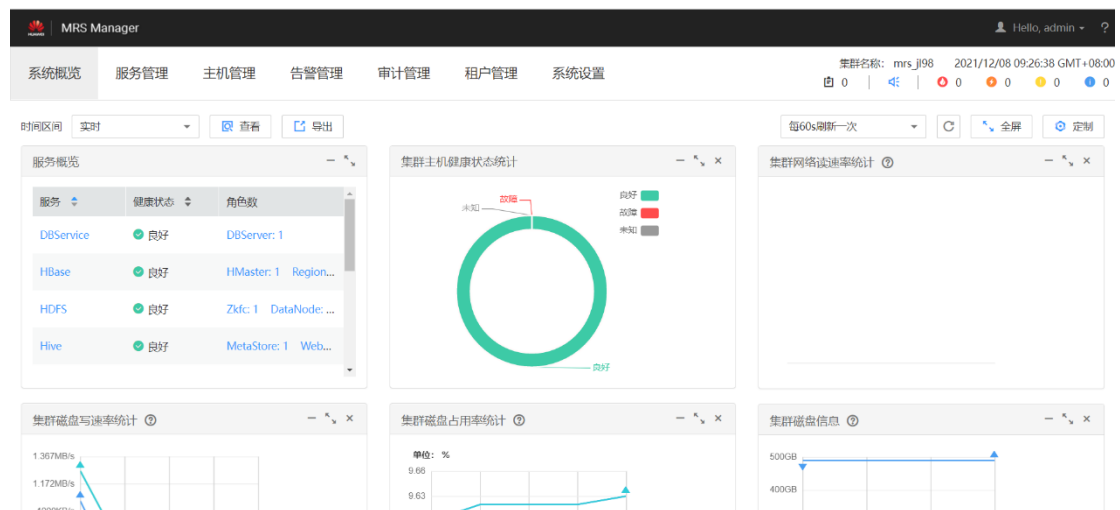 HUAWEI MRS Manager Hello, admin ?
系统概览 服务管理 主机管理 告警管理 审计管理 租户管理 系统设置
集群名称: mrs_jl98 2021/12/08 09:26:38 GMT+08:00
0 0 0 0 0
时间区间 实时 查看 导出 每60s刷新一次 全屏 定制
服务概览
服务 健康状态 角色数
DBService 良好 DBServer: 1
HBase 良好 HMaster: 1 Region...
HDFS 良好 Zkfc: 1 DataNode: ...
Hive 良好 MetaStore: 1 Web...
集群主机健康状态统计
未知 故障
良好
故障
未知
良好
集群网络读速率统计
集群磁盘写速率统计
1.367MB/s
1.172MB/s
集群磁盘占用率统计
单位: %
9.66
9.63
集群磁盘信息
500GB
400GB